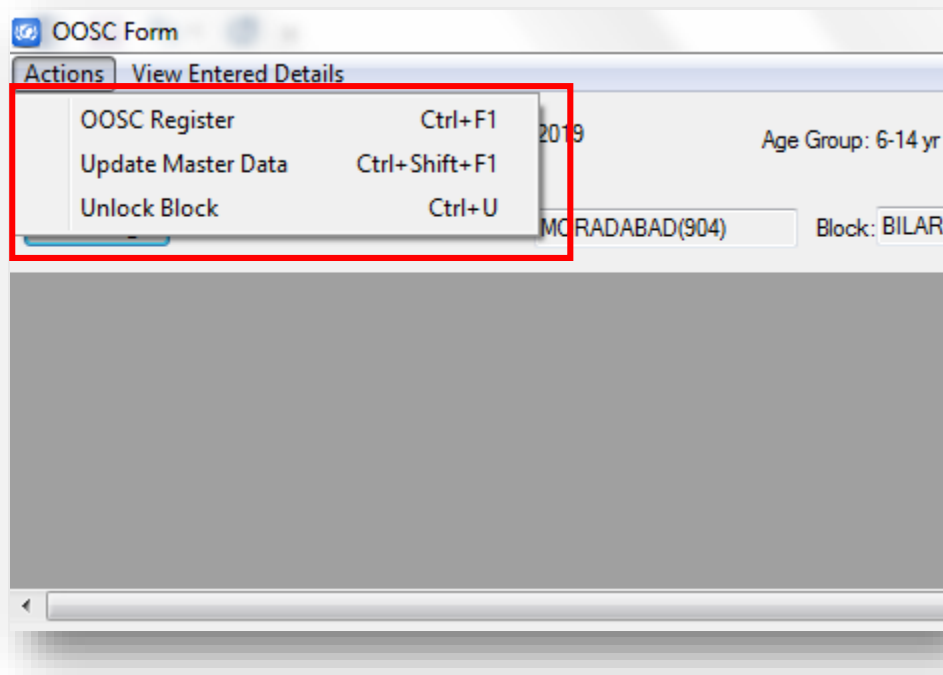 OOSC Form
Actions View Entered Details
OOSC Register Ctrl+F1
2019
Age Group: 6-14 yr
Update Master Data Ctrl+Shift+F1
Unlock Block Ctrl+U
MORADABAD(904) Block: BILAR